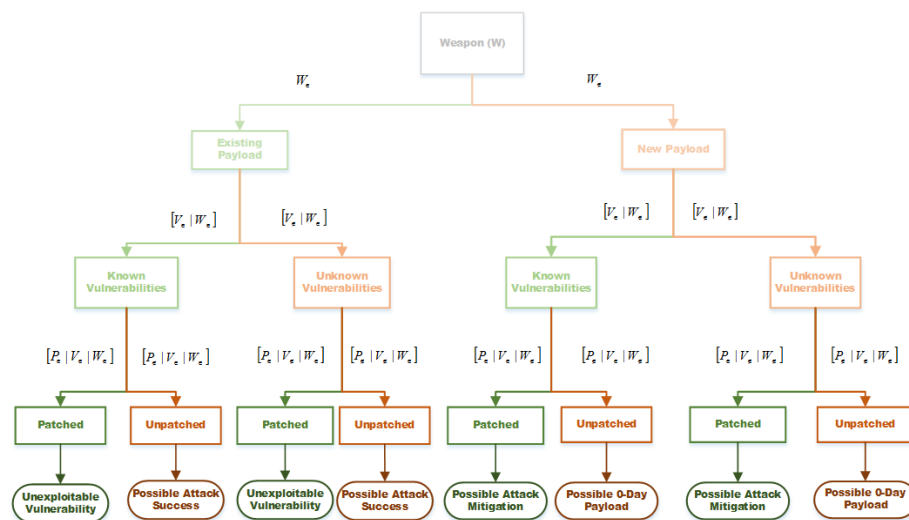 Weapon (W)
W_e W_e
Existing
Payload
New Payload
[V_e | W_e] [V_e | W_e] [V_e | W_e] [V_e | W_e]
Known
Vulnerabilities
Unknown
Vulnerabilities
Known
Vulnerabilities
Unknown
Vulnerabilities
[P_e | V_e | W_e] [P_e | V_e | W_e] [P_e | V_e | W_e] [P_e | V_e | W_e] [P_e | V_e | W_e] [P_e | V_e | W_e] [P_e | V_e | W_e] [P_e | V_e | W_e]
Patched Unpatched Patched Unpatched Patched Unpatched Patched Unpatched
Unexploitable
Vulnerability
Possible Attack
Success
Unexploitable
Vulnerability
Possible Attack
Success
Possible Attack
Mitigation
Possible 0-Day
Payload
Possible Attack
Mitigation
Possible 0-Day
Payload